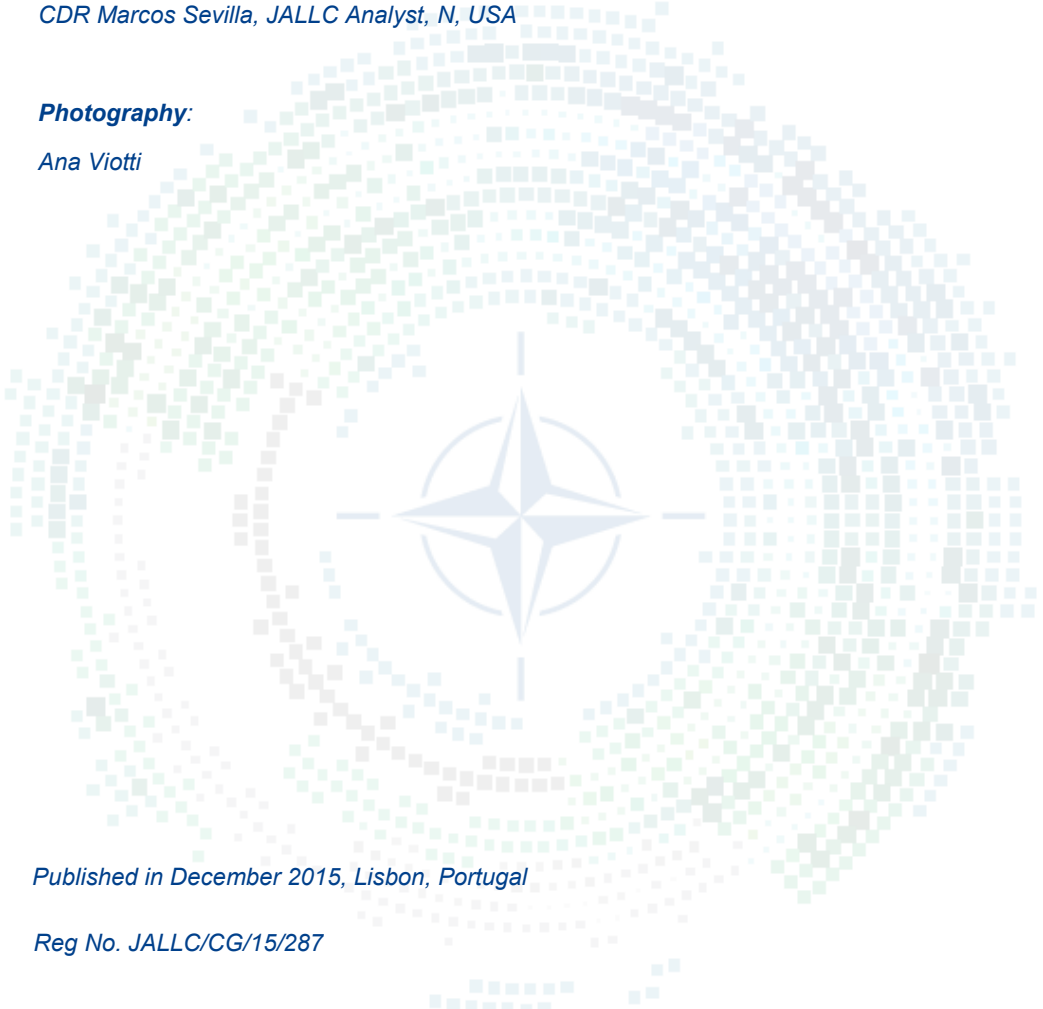 CDR Marcos Sevilla, JALLC Analyst, N, USA
Photography:
Ana Viotti
Published in December 2015, Lisbon, Portugal
Reg No. JALLC/CG/15/287